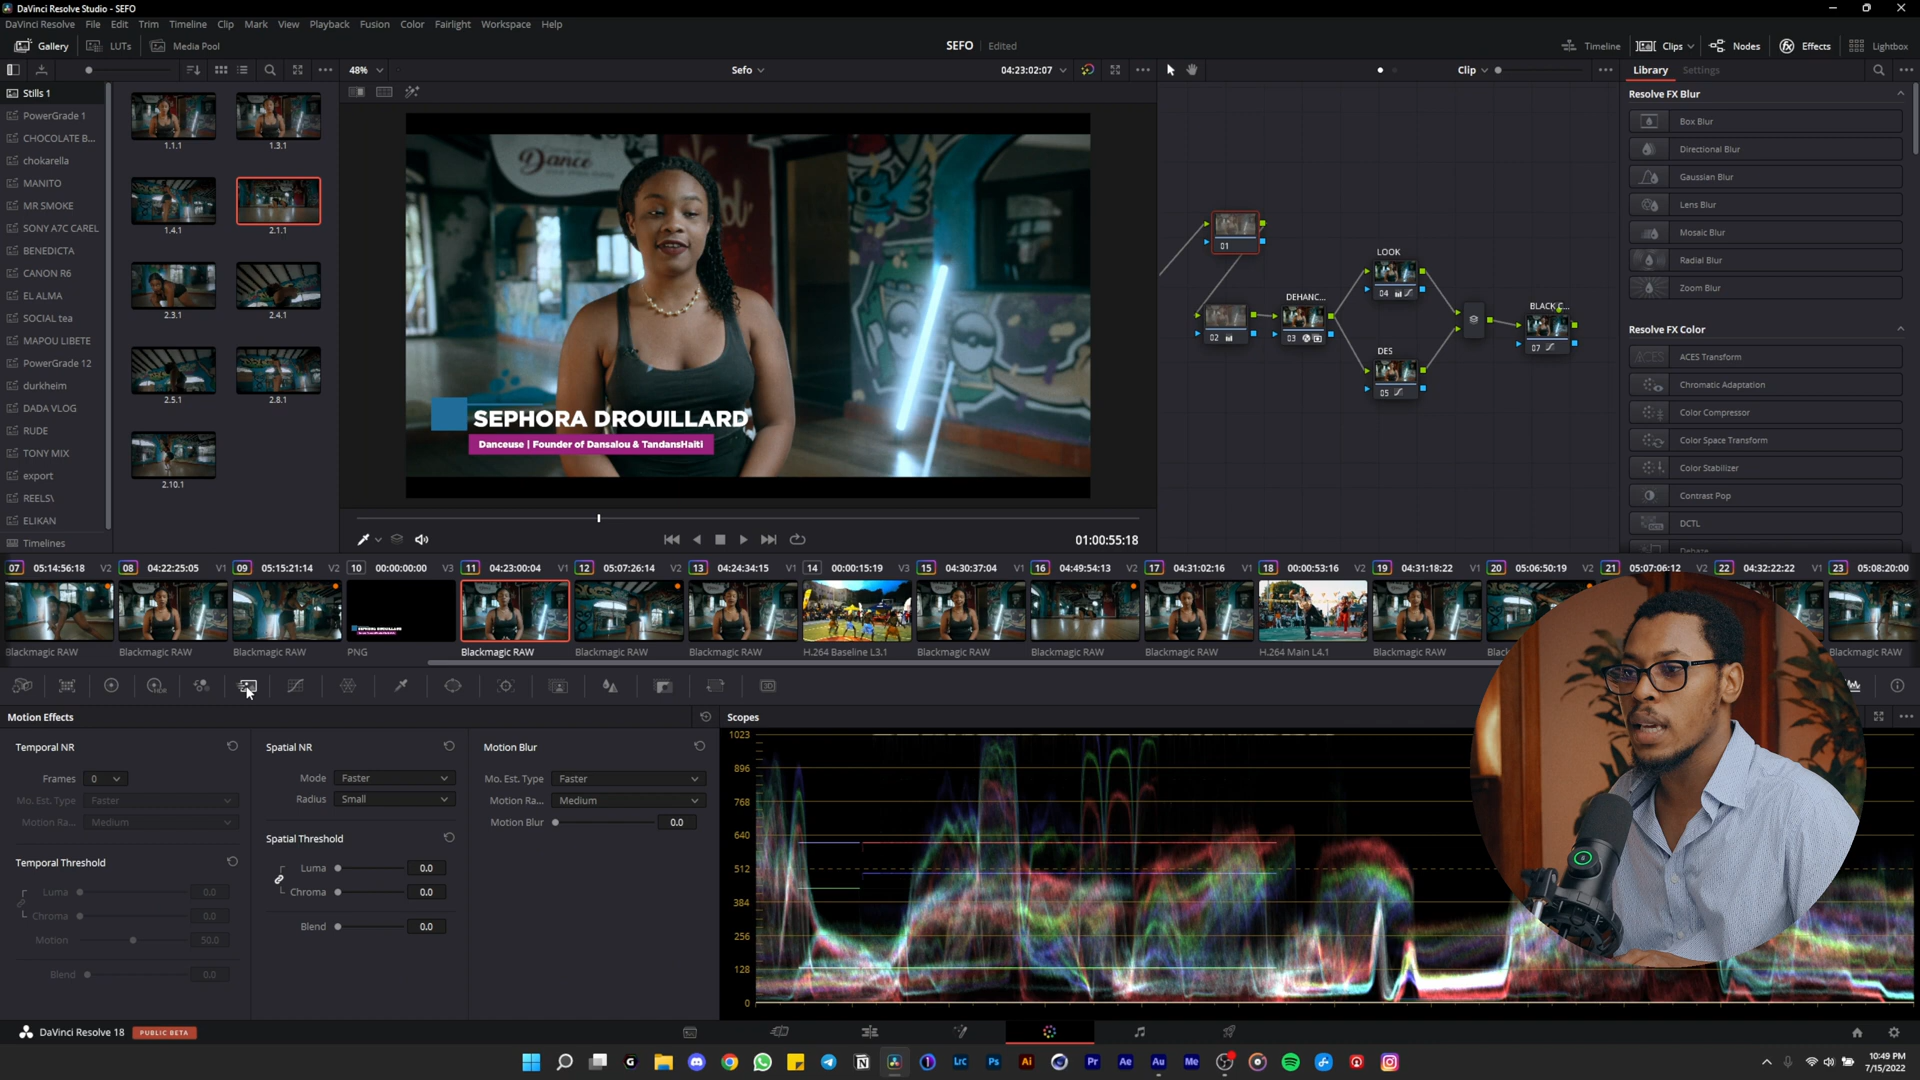 DaVinci Resolve Studio - SEFO
DaVinci Resolve File Edit Trim Timeline Clip Mark View Playback Fusion Color Fairlight Workspace Help
Gallery LUTs Media Pool SEFO Edited Timeline Clips Nodes Effects Lightbox
48% Sefo 04:23:02:07 Clip Library Settings
Stills 1
PowerGrade 1
CHOCOLATE B...
chokarella
MANITO
MR SMOKE
SONY A7C CAREL
BENEDICTA
CANON R6
EL ALMA
SOCIAL tea
MAPOU LIBETE
PowerGrade 12
durkheim
DADA VLOG
RUDE
TONY MIX
export
REELS\
ELIKAN
Timelines
1.1.1 1.3.1
1.4.1 2.1.1
2.3.1 2.4.1
2.5.1 2.8.1
2.10.1
Dance
SEPHORA DROUILLARD
Danceuse | Founder of Dansalou & TandansHaiti
01:00:55:18
01
02
DEHANC...
03
LOOK
04
DES
05
BLACK C...
07
Resolve FX Blur
Box Blur
Directional Blur
Gaussian Blur
Lens Blur
Mosaic Blur
Radial Blur
Zoom Blur
Resolve FX Color
ACES Transform
Chromatic Adaptation
Color Compressor
Color Space Transform
Color Stabilizer
Contrast Pop
DCTL
07 05:14:56:18 V2 08 04:22:25:05 V1 09 05:15:21:14 V2 10 00:00:00:00 V3 11 04:23:00:04 V1 12 05:07:26:14 V2 13 04:24:34:15 V1 14 00:00:15:19 V3 15 04:30:37:04 V1 16 04:49:54:13 V2 17 04:31:02:16 V1 18 00:00:53:16 V2 19 04:31:18:22 V1 20 05:06:50:19 V2 21 05:07:06:12 V2 22 04:32:22:22 V1 23 05:08:20:00
Blackmagic RAW Blackmagic RAW Blackmagic RAW PNG Blackmagic RAW Blackmagic RAW Blackmagic RAW H.264 Baseline L3.1 Blackmagic RAW Blackmagic RAW Blackmagic RAW H.264 Main L4.1 Blackmagic RAW Blackmagic RAW
Motion Effects
Temporal NR
Frames 0
Mo. Est. Type Faster
Motion Ra... Medium
Temporal Threshold
Luma 0.0
Chroma 0.0
Motion 50.0
Blend 0.0
Spatial NR
Mode Faster
Radius Small
Spatial Threshold
Luma 0.0
Chroma 0.0
Blend 0.0
Motion Blur
Mo. Est. Type Faster
Motion Ra... Medium
Motion Blur 0.0
Scopes
1023
896
768
640
512
384
256
128
0
DaVinci Resolve 18 PUBLIC BETA
Lrc Ps Ai Pr Ae Au Me
10:49 PM
7/15/2022